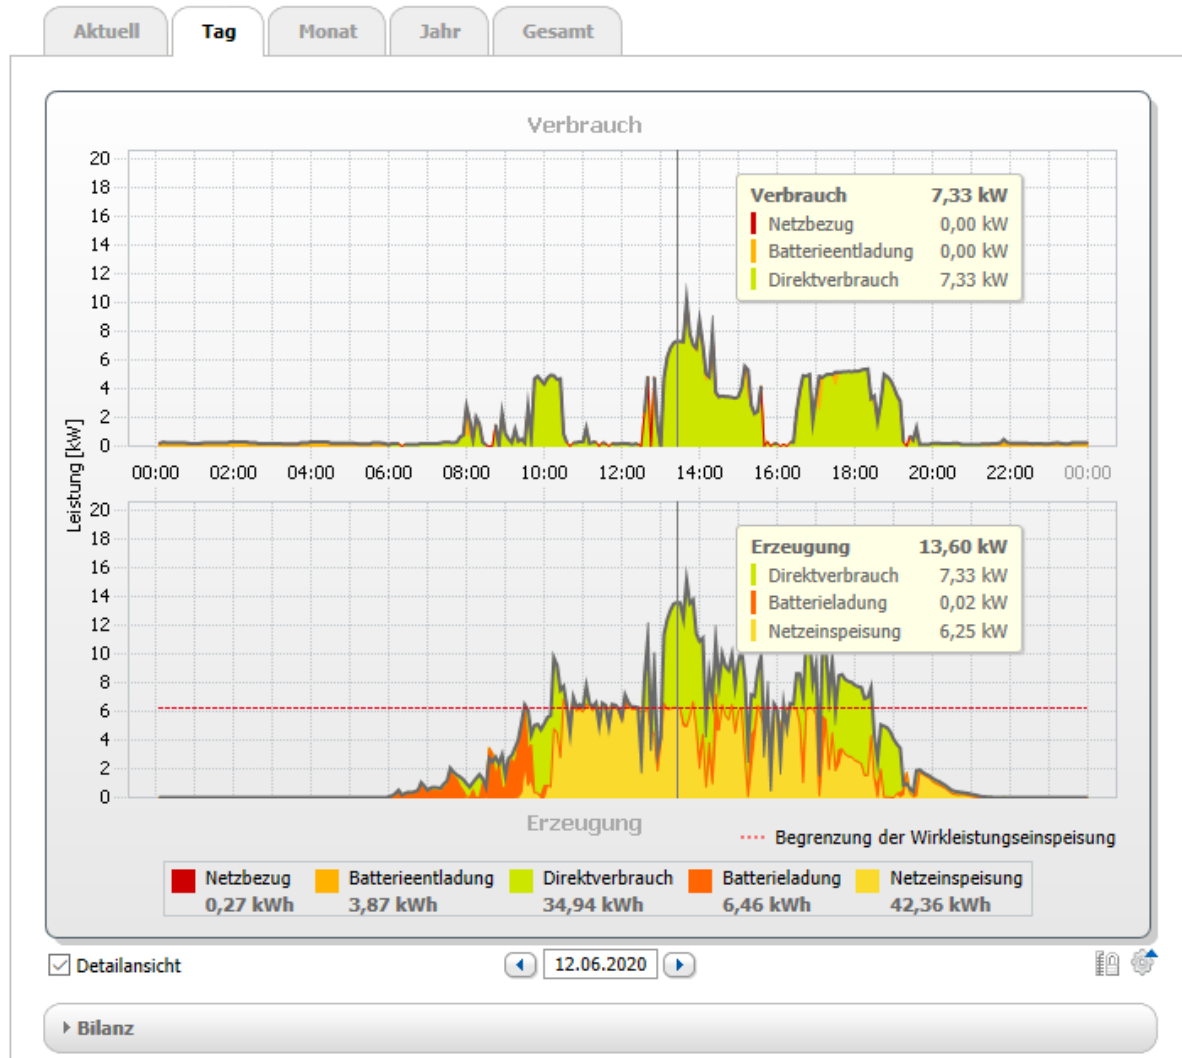 Aktuell Tag Monat Jahr Gesamt
Verbrauch
20
18
16
14
12
10
8
6
4
2
0
Verbrauch 7,33 kW
Netzbezug 0,00 kW
Batterieentladung 0,00 kW
Direktverbrauch 7,33 kW
00:00 02:00 04:00 06:00 08:00 10:00 12:00 14:00 16:00 18:00 20:00 22:00 00:00
Leistung [kW]
20
18
16
14
12
10
8
6
4
2
0
Erzeugung 13,60 kW
Direktverbrauch 7,33 kW
Batterieladung 0,02 kW
Netzeinspeisung 6,25 kW
Erzeugung
Begrenzung der Wirkleistungseinspeisung
Netzbezug Batterieentladung Direktverbrauch Batterieladung Netzeinspeisung
0,27 kWh 3,87 kWh 34,94 kWh 6,46 kWh 42,36 kWh
Detailansicht 12.06.2020
Bilanz